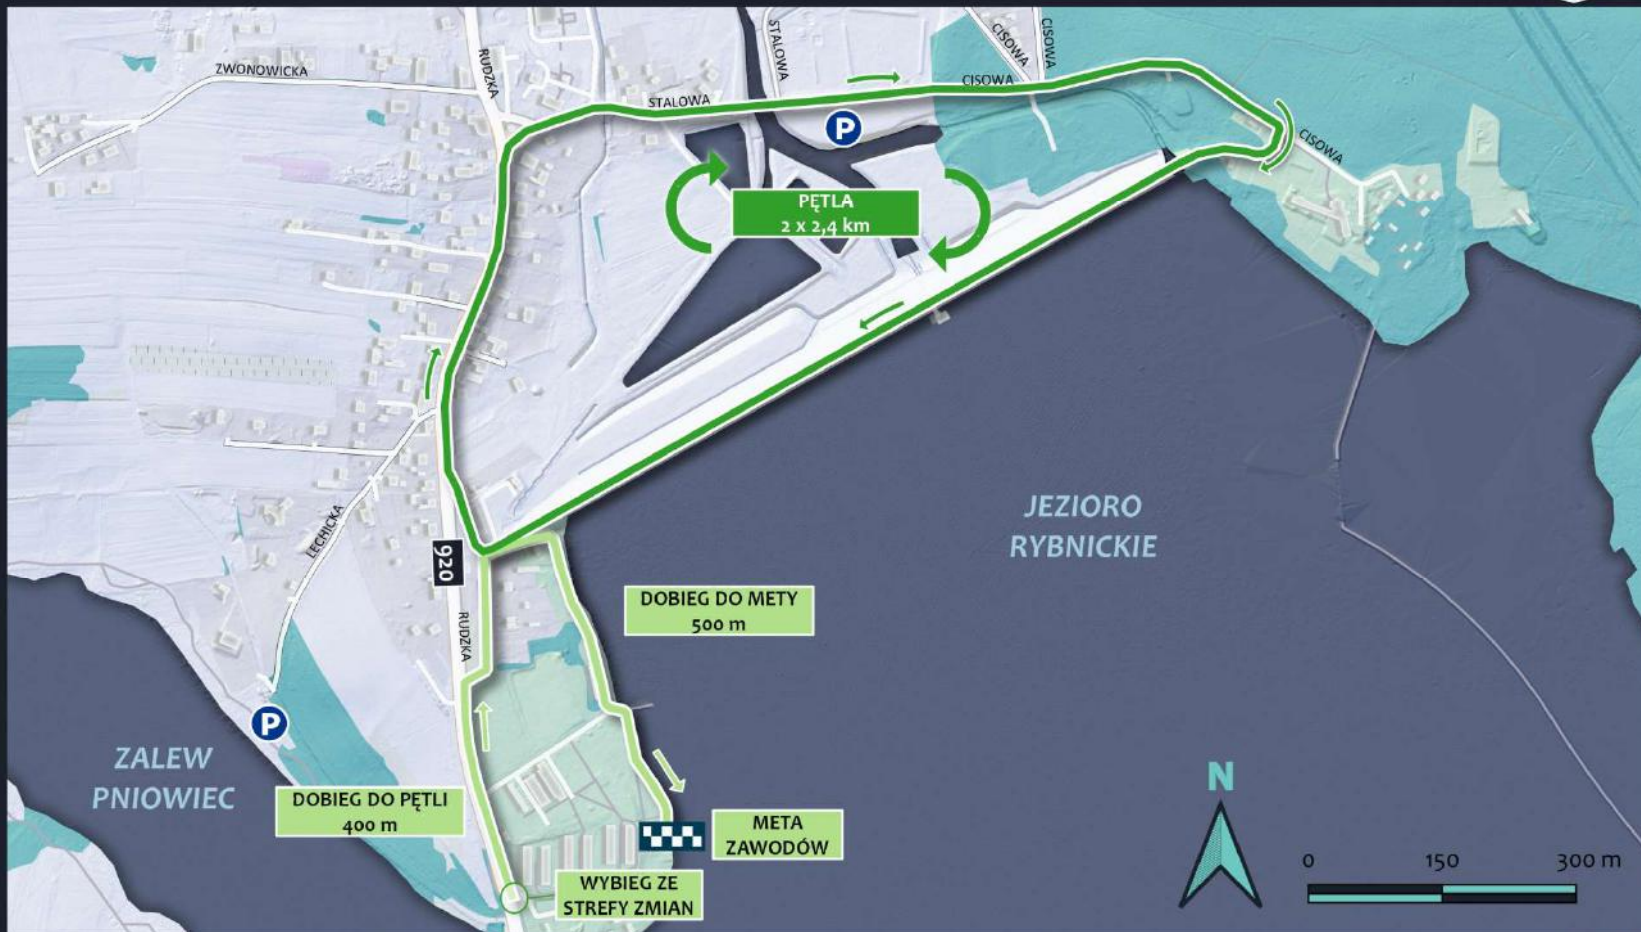 ZWONOWICKA
RUDZKA
STALOWA
STALOWA
CISOWA
CISOWA
CISOWA
CISOWA
P
PĘTLA
2 x 2,4 km
LECHICKA
920
RUDZKA
JEZIORO
RYBNICKIE
DOBIEG DO METY
500 m
P
ZALEW
PNIOWIEC
DOBIEG DO PĘTLI
400 m
META
ZAWODÓW
WYBIEG ZE
STREFY ZMIAN
N
0 150 300 m